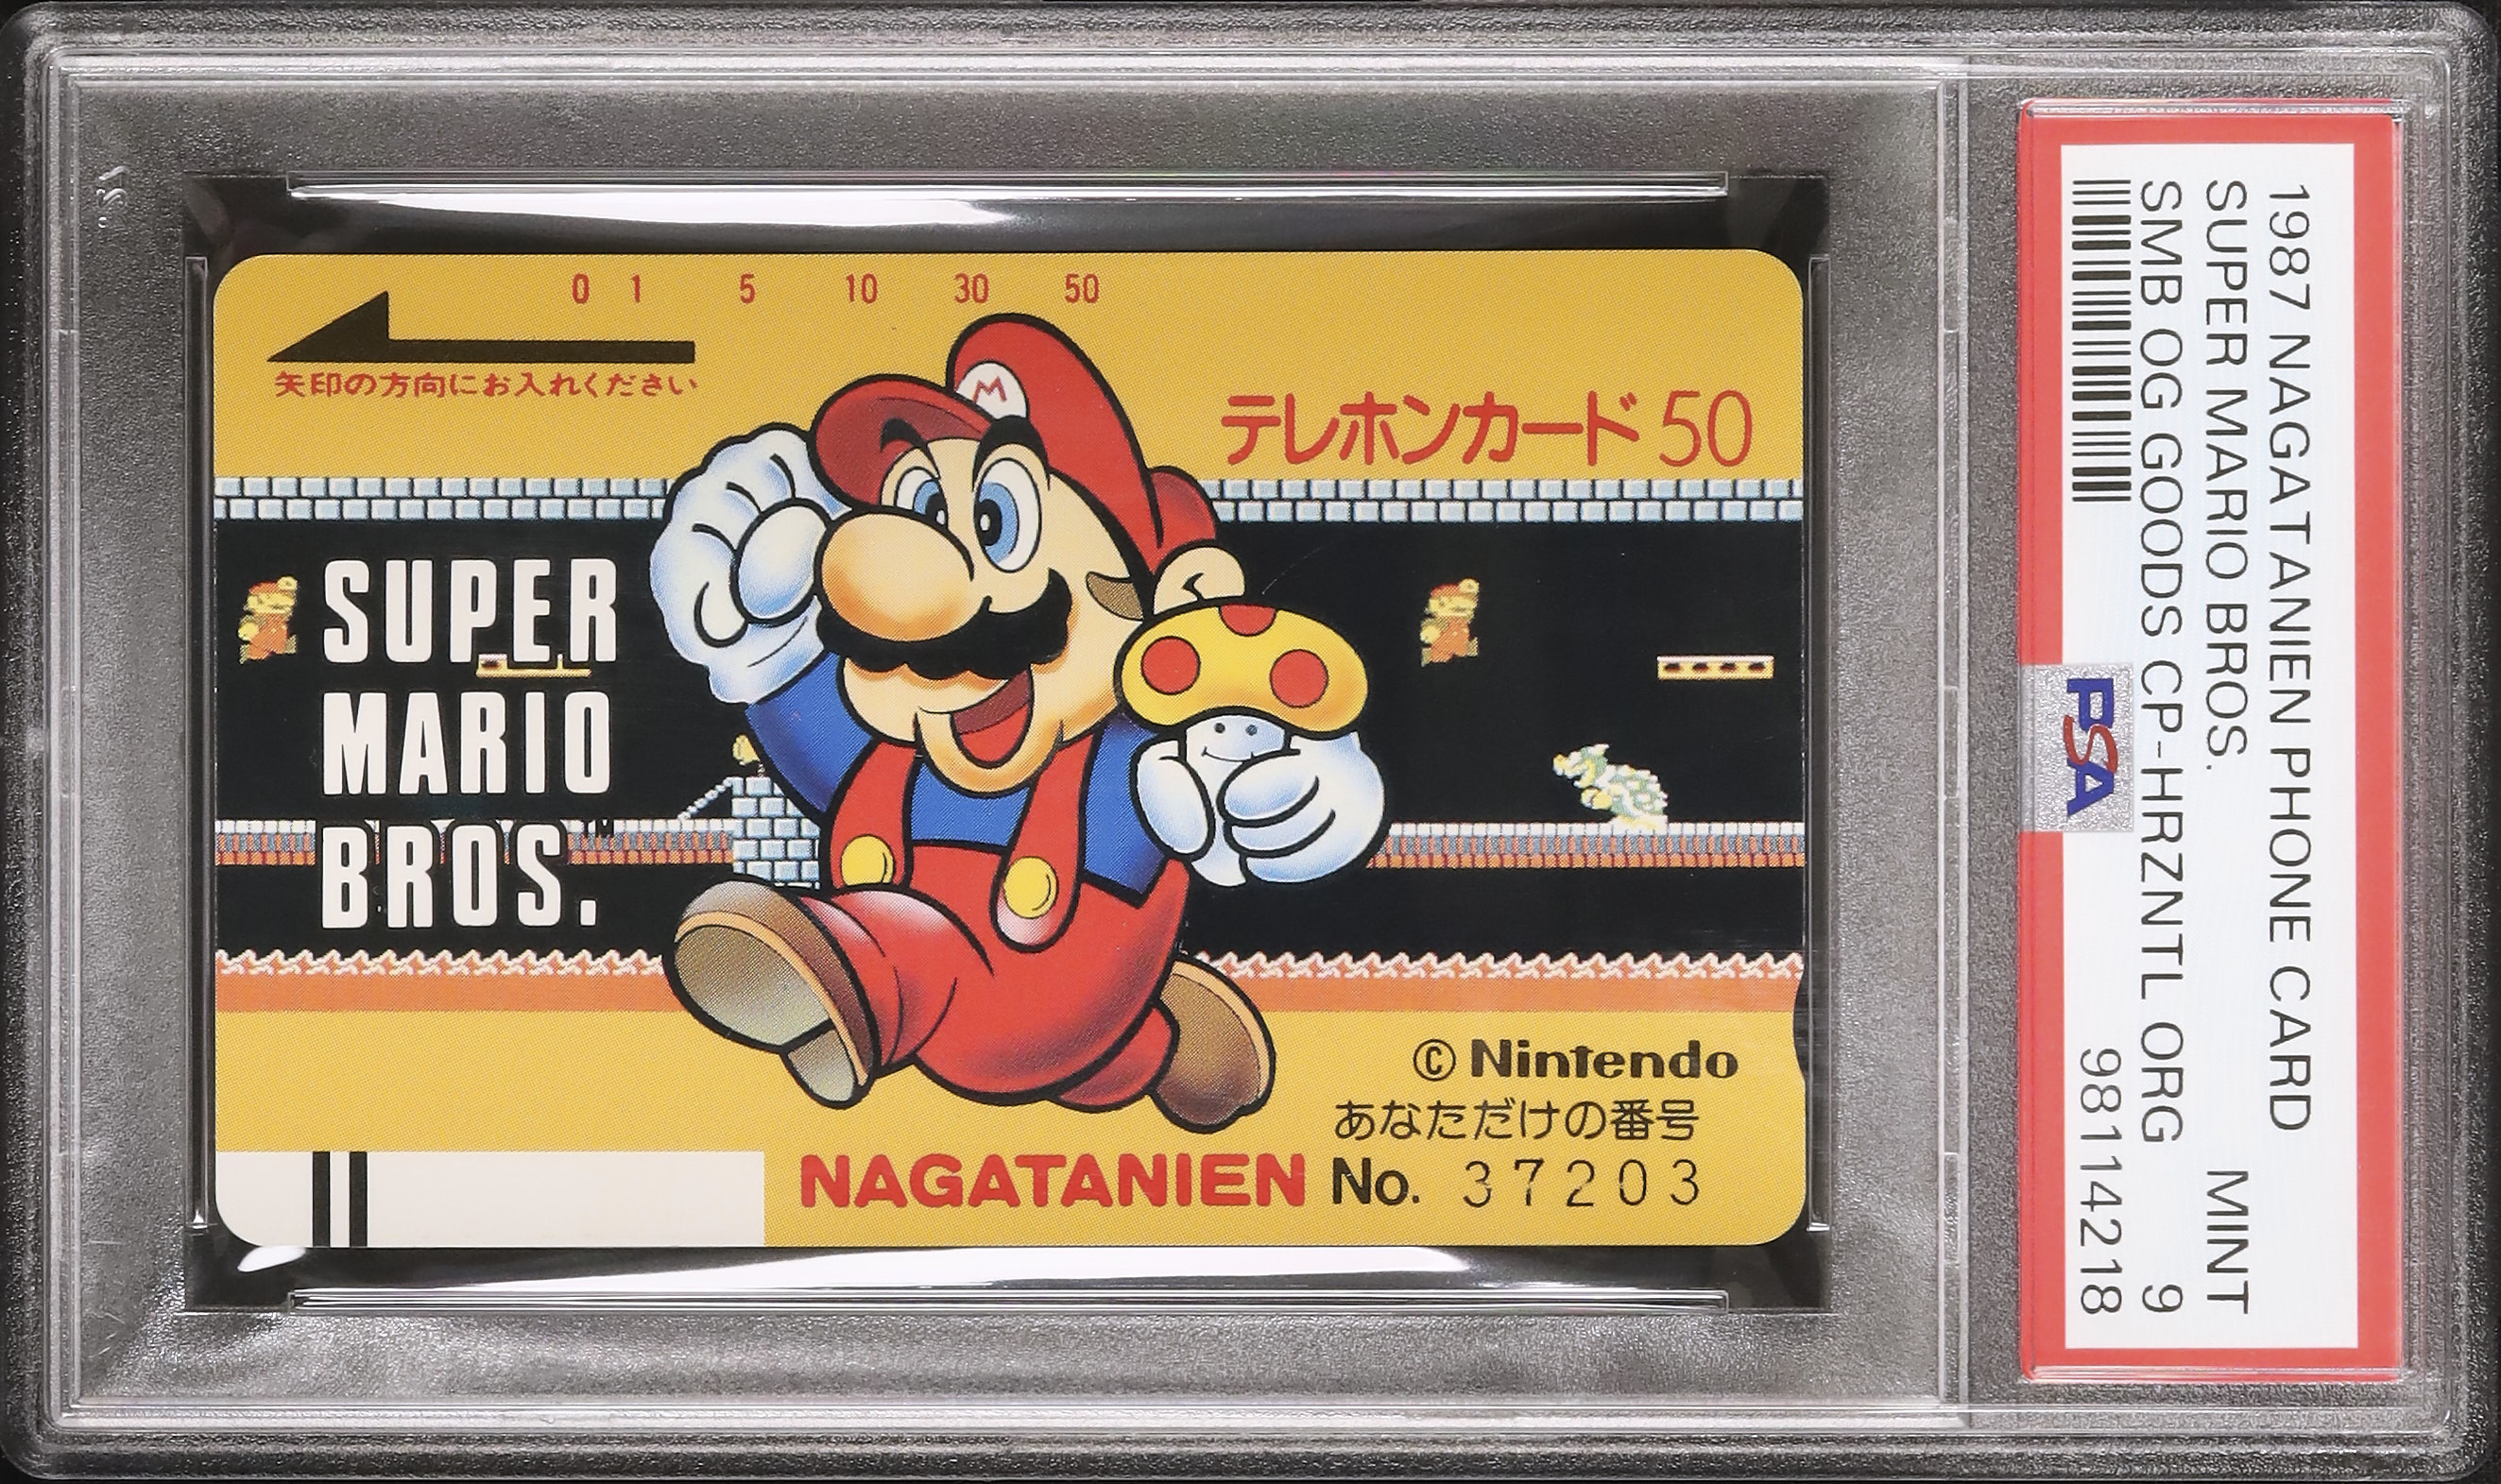 0 1 5 10 30 50
矢印の方向にお入れください
テレホンカード50
M
SUPER
MARIO
BROS.
TM
© Nintendo
あなただけの番号
NAGATANIEN No. 37203
1987 NAGATANIEN PHONE CARD
SUPER MARIO BROS. MINT
SMB OG GOODS CP-HRZNTL ORG 9
98114218
PSA